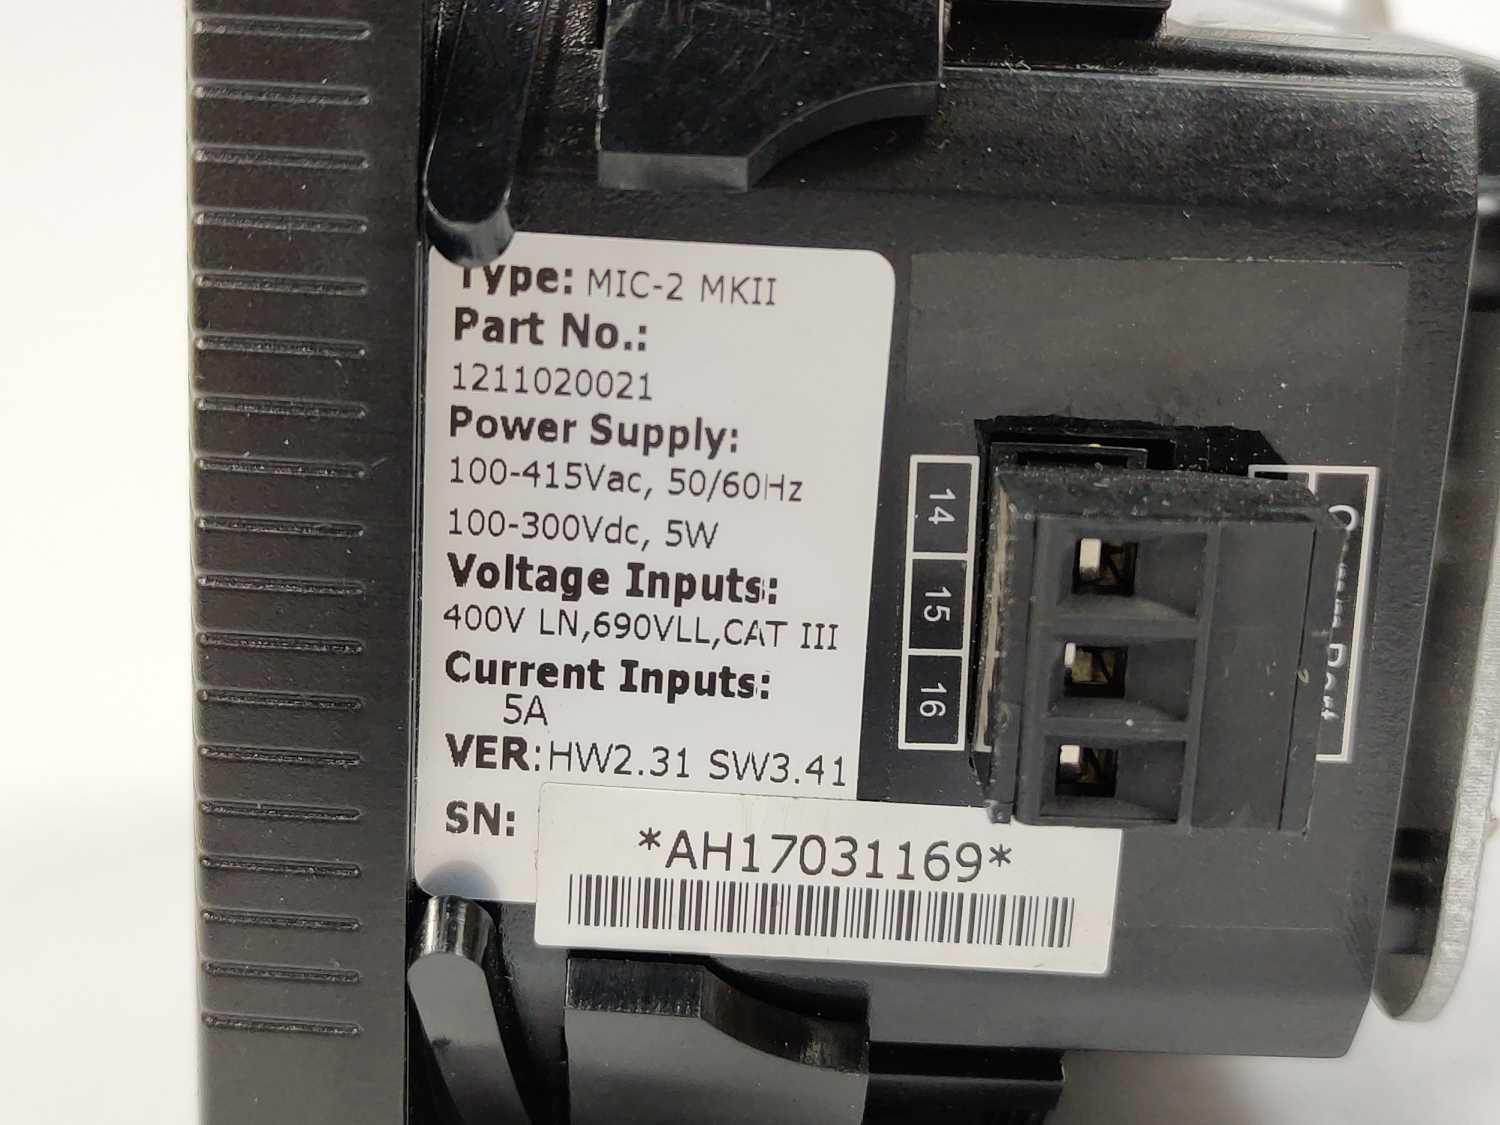 Type: MIC-2 MKII
Part No.:
1211020021
Power Supply:
100-415Vac, 50/60Hz
100-300Vdc, 5W
Voltage Inputs:
400V LN,690VLL,CAT III
Current Inputs:
5A
VER:HW2.31 SW3.41
SN:
*AH17031169*
14
15
16